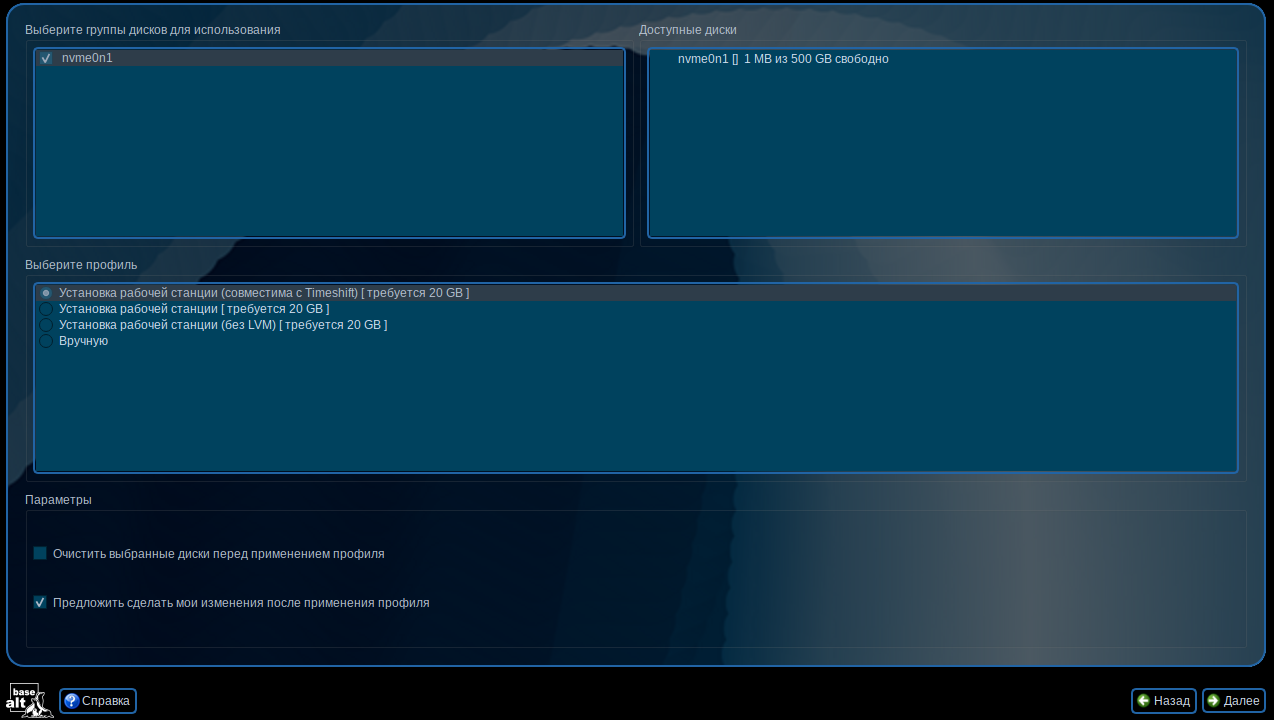 Выберите группы дисков для использования
Доступные диски
nvme0n1
nvme0n1 [] 1 MB из 500 GB свободно
Выберите профиль
Установка рабочей станции (совместима с Timeshift) [ требуется 20 GB ]
Установка рабочей станции [ требуется 20 GB ]
Установка рабочей станции (без LVM) [ требуется 20 GB ]
Вручную
Параметры
Очистить выбранные диски перед применением профиля
Предложить сделать мои изменения после применения профиля
base
alt
Справка
Назад
Далее